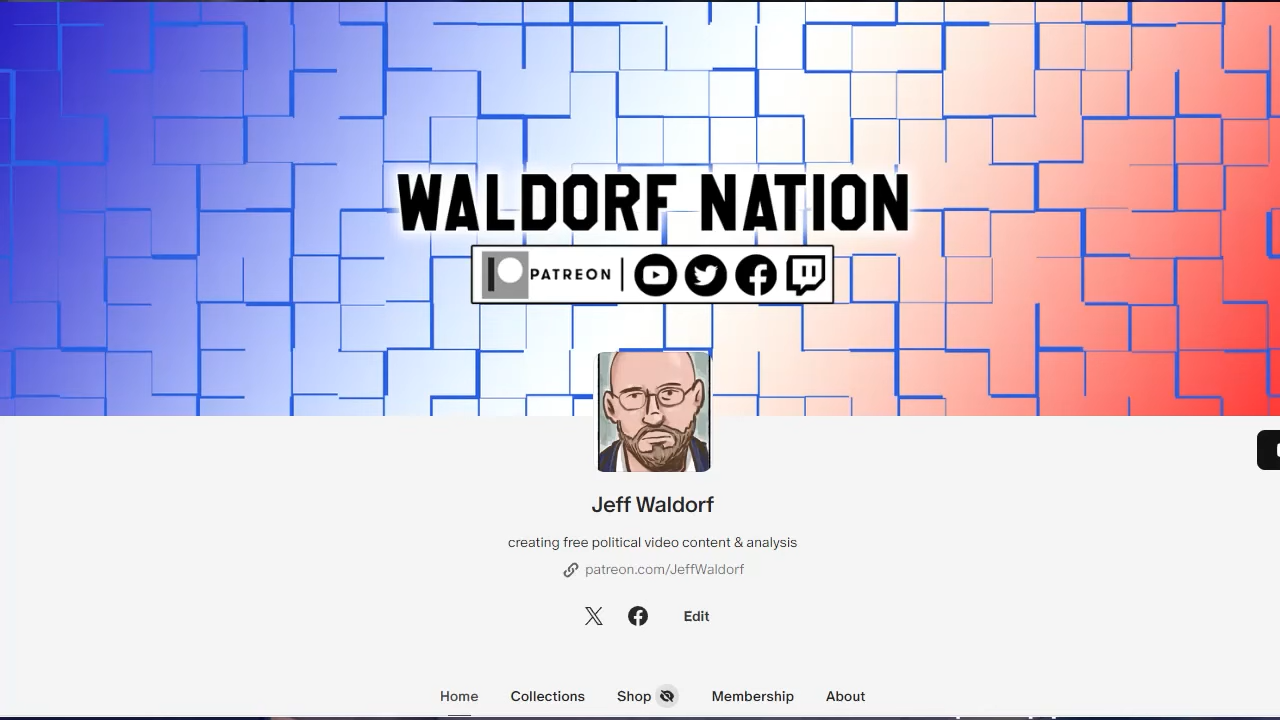 WALDORF NATION
PATREON
Jeff Waldorf
creating free political video content & analysis
patreon.com/JeffWaldorf
Edit
Home Collections Shop Membership About